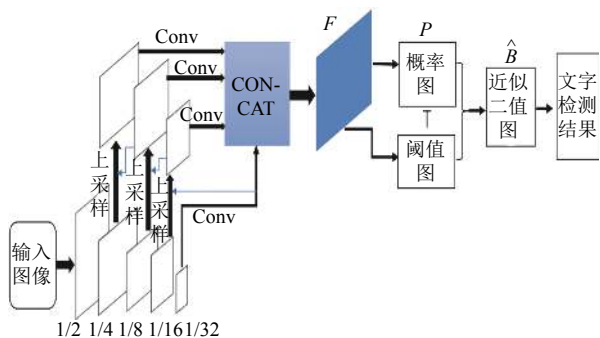 F
P
B̂
Conv
Conv
Conv
CON-
CAT
概率
图
阈值
图
近似
二值
图
文字
检测
结果
上采样
上采样
上采样
Conv
输入
图像
1/2 1/4 1/8 1/16 1/32